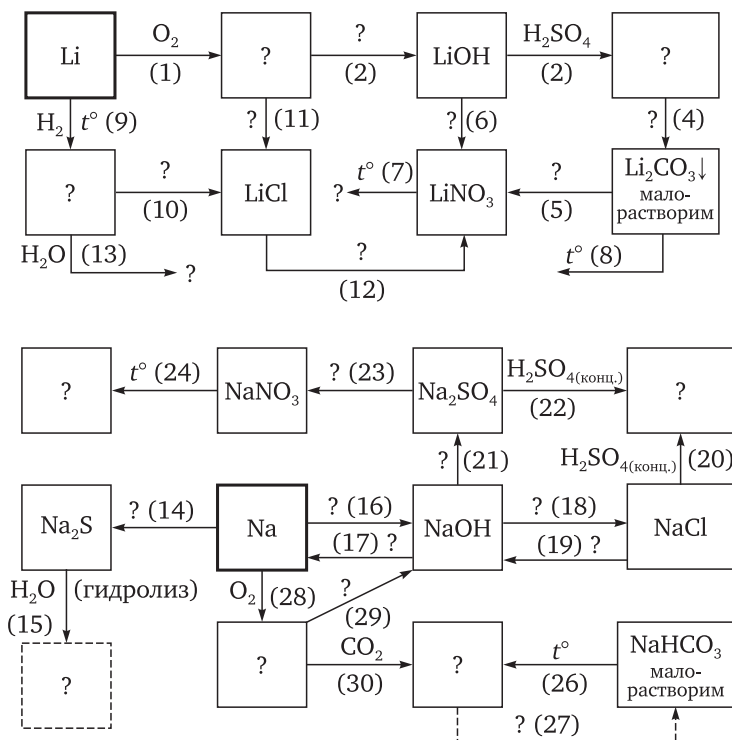 O₂ ? H₂SO₄
Li ? LiOH ?
(1) (2) (2)
H₂ t° (9) ? (11) ? (6) ? (4)
? ? LiCl t° (7) LiNO₃ ? Li₂CO₃↓
? мало-
(10) (5) растворим
H₂O (13) ? ? t° (8)
(12)
? t° (24) NaNO₃ ? (23) Na₂SO₄ H₂SO₄(конц.) ?
(22)
? (21) H₂SO₄(конц.) (20)
Na₂S ? (14) Na ? (16) NaOH ? (18) NaCl
(17) ? (19) ?
H₂O (гидролиз) O₂ (28) ?
(15) (29)
? ? CO₂ ? t° NaHCO₃
(30) (26) мало-
растворим
? (27)